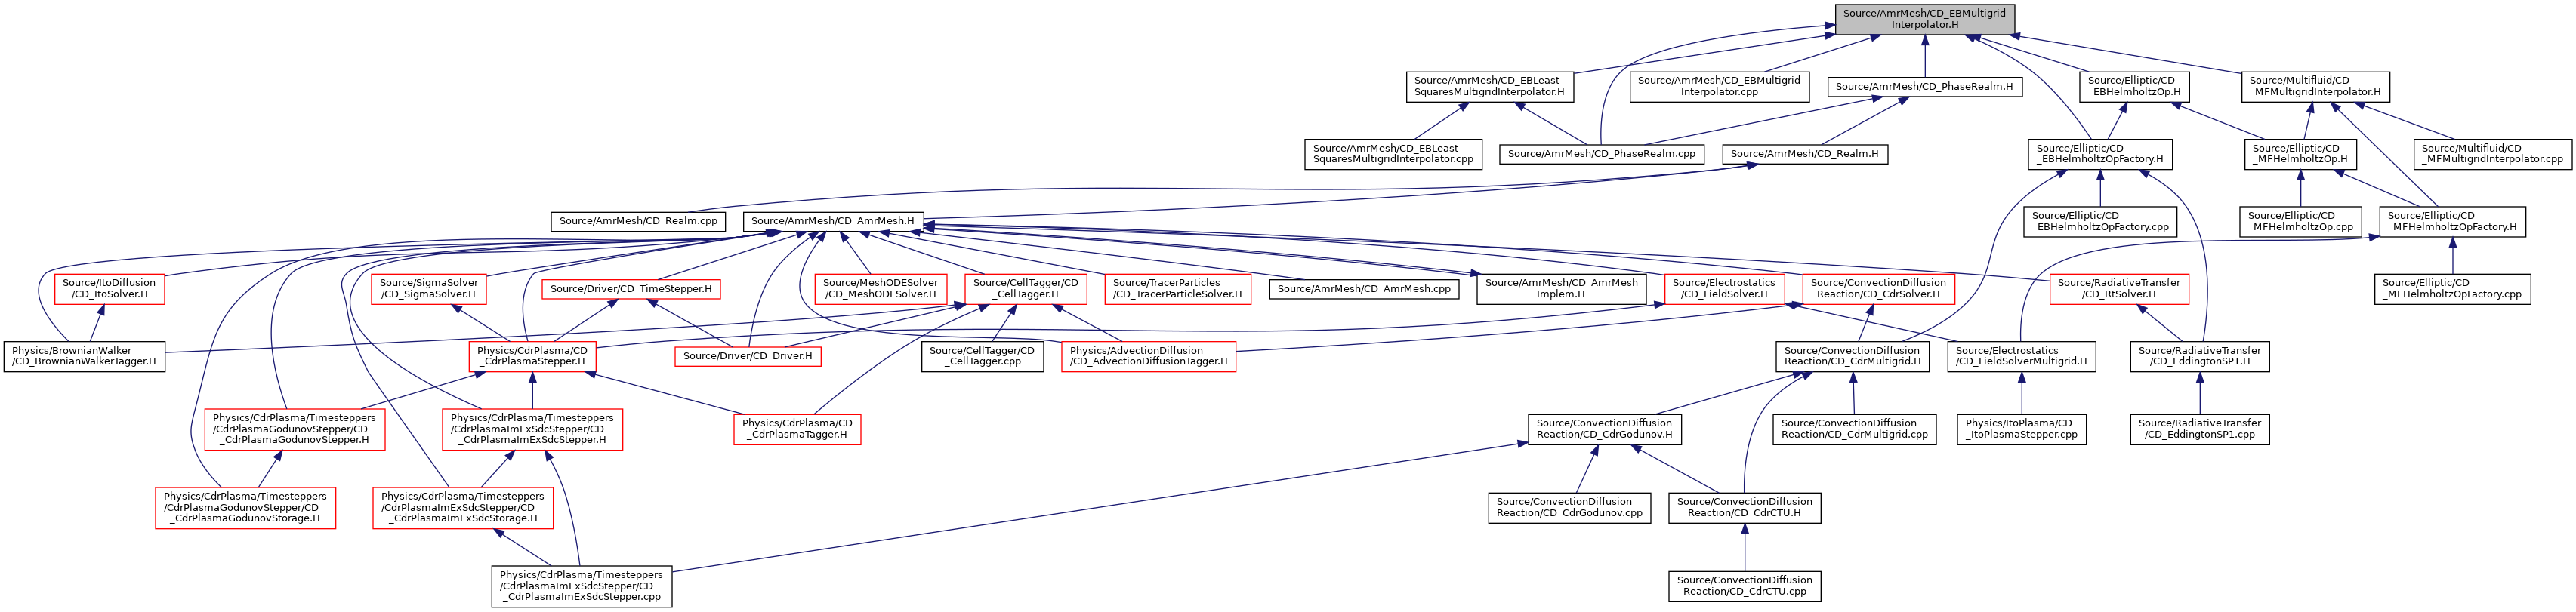 Source/AmrMesh/CD_EBMultigrid
Interpolator.H
Source/AmrMesh/CD_EBLeast
SquaresMultigridInterpolator.H
Source/AmrMesh/CD_EBMultigrid
Interpolator.cpp
Source/AmrMesh/CD_PhaseRealm.H
Source/Elliptic/CD
_EBHelmholtzOp.H
Source/Multifluid/CD
_MFMultigridInterpolator.H
Source/AmrMesh/CD_EBLeast
SquaresMultigridInterpolator.cpp
Source/AmrMesh/CD_PhaseRealm.cpp
Source/AmrMesh/CD_Realm.H
Source/Elliptic/CD
_EBHelmholtzOpFactory.H
Source/Elliptic/CD
_MFHelmholtzOp.H
Source/Multifluid/CD
_MFMultigridInterpolator.cpp
Source/AmrMesh/CD_Realm.cpp
Source/AmrMesh/CD_AmrMesh.H
Source/Elliptic/CD
_EBHelmholtzOpFactory.cpp
Source/Elliptic/CD
_MFHelmholtzOp.cpp
Source/Elliptic/CD
_MFHelmholtzOpFactory.H
Source/ItoDiffusion
/CD_ItoSolver.H
Source/SigmaSolver
/CD_SigmaSolver.H
Source/Driver/CD_TimeStepper.H
Source/MeshODESolver
/CD_MeshODESolver.H
Source/CellTagger/CD
_CellTagger.H
Source/TracerParticles
/CD_TracerParticleSolver.H
Source/AmrMesh/CD_AmrMesh.cpp
Source/AmrMesh/CD_AmrMesh
Implem.H
Source/Electrostatics
/CD_FieldSolver.H
Source/ConvectionDiffusion
Reaction/CD_CdrSolver.H
Source/RadiativeTransfer
/CD_RtSolver.H
Source/Elliptic/CD
_MFHelmholtzOpFactory.cpp
Physics/BrownianWalker
/CD_BrownianWalkerTagger.H
Physics/CdrPlasma/CD
_CdrPlasmaStepper.H
Source/Driver/CD_Driver.H
Source/CellTagger/CD
_CellTagger.cpp
Physics/AdvectionDiffusion
/CD_AdvectionDiffusionTagger.H
Source/ConvectionDiffusion
Reaction/CD_CdrMultigrid.H
Source/Electrostatics
/CD_FieldSolverMultigrid.H
Source/RadiativeTransfer
/CD_EddingtonSP1.H
Physics/CdrPlasma/Timesteppers
/CdrPlasmaGodunovStepper/CD
_CdrPlasmaGodunovStepper.H
Physics/CdrPlasma/Timesteppers
/CdrPlasmaImExSdcStepper/CD
_CdrPlasmaImExSdcStepper.H
Physics/CdrPlasma/CD
_CdrPlasmaTagger.H
Source/ConvectionDiffusion
Reaction/CD_CdrGodunov.H
Source/ConvectionDiffusion
Reaction/CD_CdrMultigrid.cpp
Physics/ItoPlasma/CD
_ItoPlasmaStepper.cpp
Source/RadiativeTransfer
/CD_EddingtonSP1.cpp
Physics/CdrPlasma/Timesteppers
/CdrPlasmaGodunovStepper/CD
_CdrPlasmaGodunovStorage.H
Physics/CdrPlasma/Timesteppers
/CdrPlasmaImExSdcStepper/CD
_CdrPlasmaImExSdcStorage.H
Source/ConvectionDiffusion
Reaction/CD_CdrGodunov.cpp
Source/ConvectionDiffusion
Reaction/CD_CdrCTU.H
Physics/CdrPlasma/Timesteppers
/CdrPlasmaImExSdcStepper/CD
_CdrPlasmaImExSdcStepper.cpp
Source/ConvectionDiffusion
Reaction/CD_CdrCTU.cpp